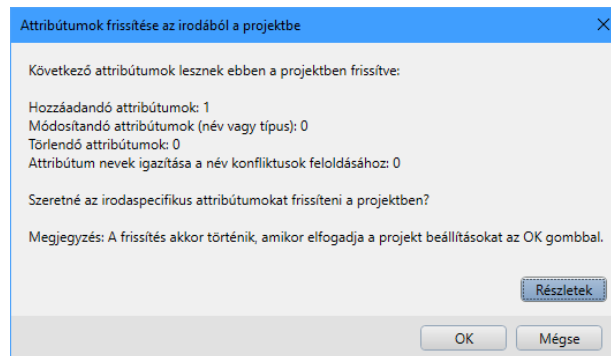 Attribútumok frissítése az irodából a projektbe
Következő attribútumok lesznek ebben a projektben frissítve:
Hozzáadandó attribútumok: 1
Módosítandó attribútumok (név vagy típus): 0
Törlendő attribútumok: 0
Attribútum nevek igazítása a név konfliktusok feloldásához: 0
Szeretné az irodaspecifikus attribútumokat frissíteni a projektben?
Megjegyzés: A frissítés akkor történik, amikor elfogadja a projekt beállításokat az OK gombbal.
Részletek
OK Mégse